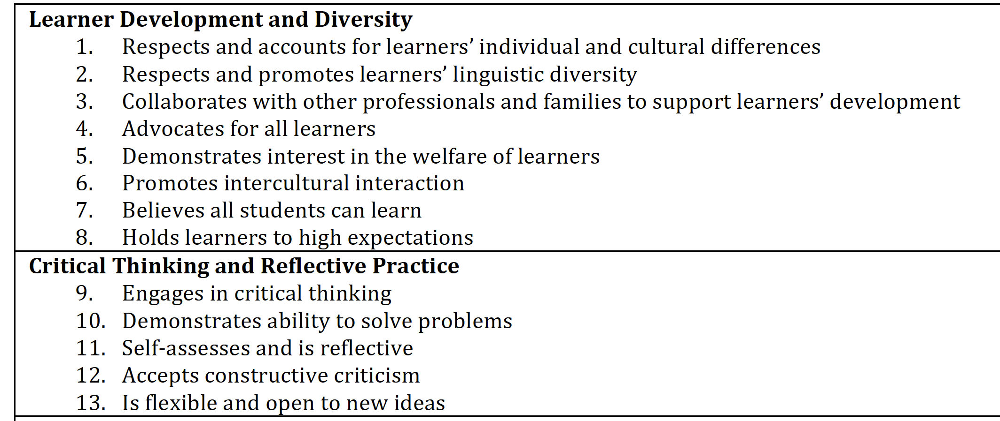 Learner Development and Diversity
1. Respects and accounts for learners’ individual and cultural differences
2. Respects and promotes learners’ linguistic diversity
3. Collaborates with other professionals and families to support learners’ development
4. Advocates for all learners
5. Demonstrates interest in the welfare of learners
6. Promotes intercultural interaction
7. Believes all students can learn
8. Holds learners to high expectations
Critical Thinking and Reflective Practice
9. Engages in critical thinking
10. Demonstrates ability to solve problems
11. Self-assesses and is reflective
12. Accepts constructive criticism
13. Is flexible and open to new ideas